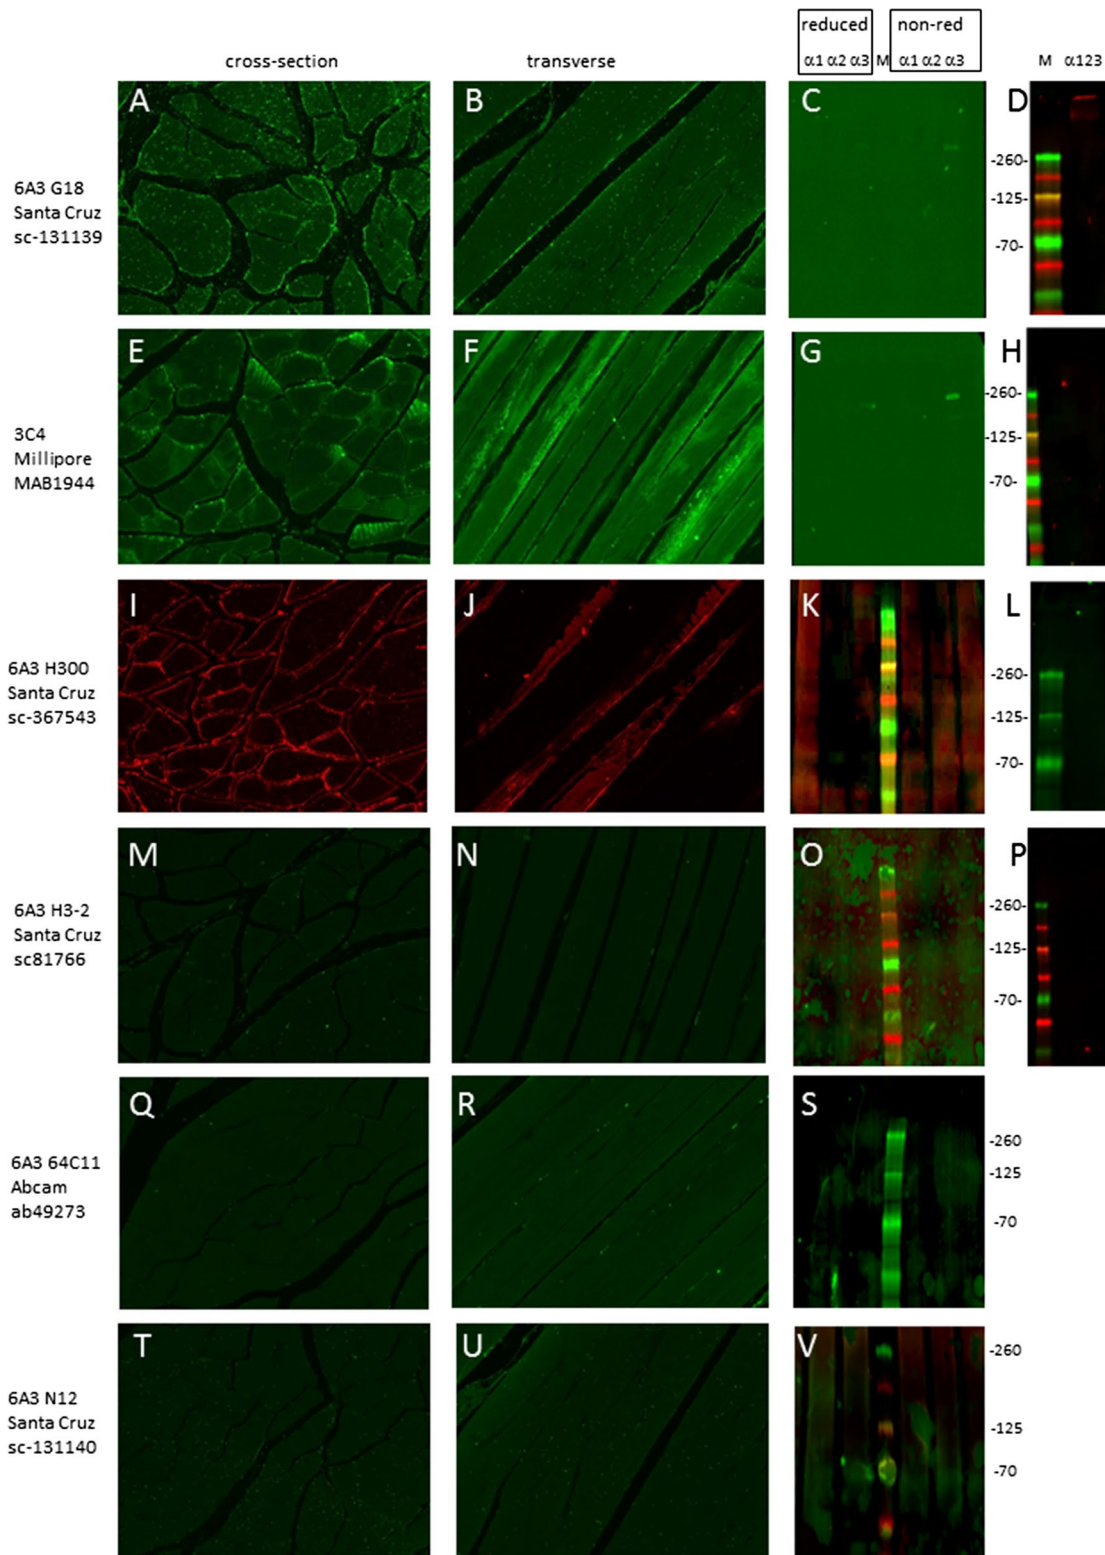 reduced non-red
cross-section transverse α1 α2 α3 M α1 α2 α3 M α123
A B C D
-260-
-125-
-70-
6A3 G18
Santa Cruz
sc-131139
E F G H
-260-
-125-
-70-
3C4
Millipore
MAB1944
I J K L
-260-
-125-
-70-
6A3 H300
Santa Cruz
sc-367543
M N O P
-260-
-125-
-70-
6A3 H3-2
Santa Cruz
sc81766
Q R S
-260
-125
-70
6A3 64C11
Abcam
ab49273
T U V
-260
-125
-70
6A3 N12
Santa Cruz
sc-131140